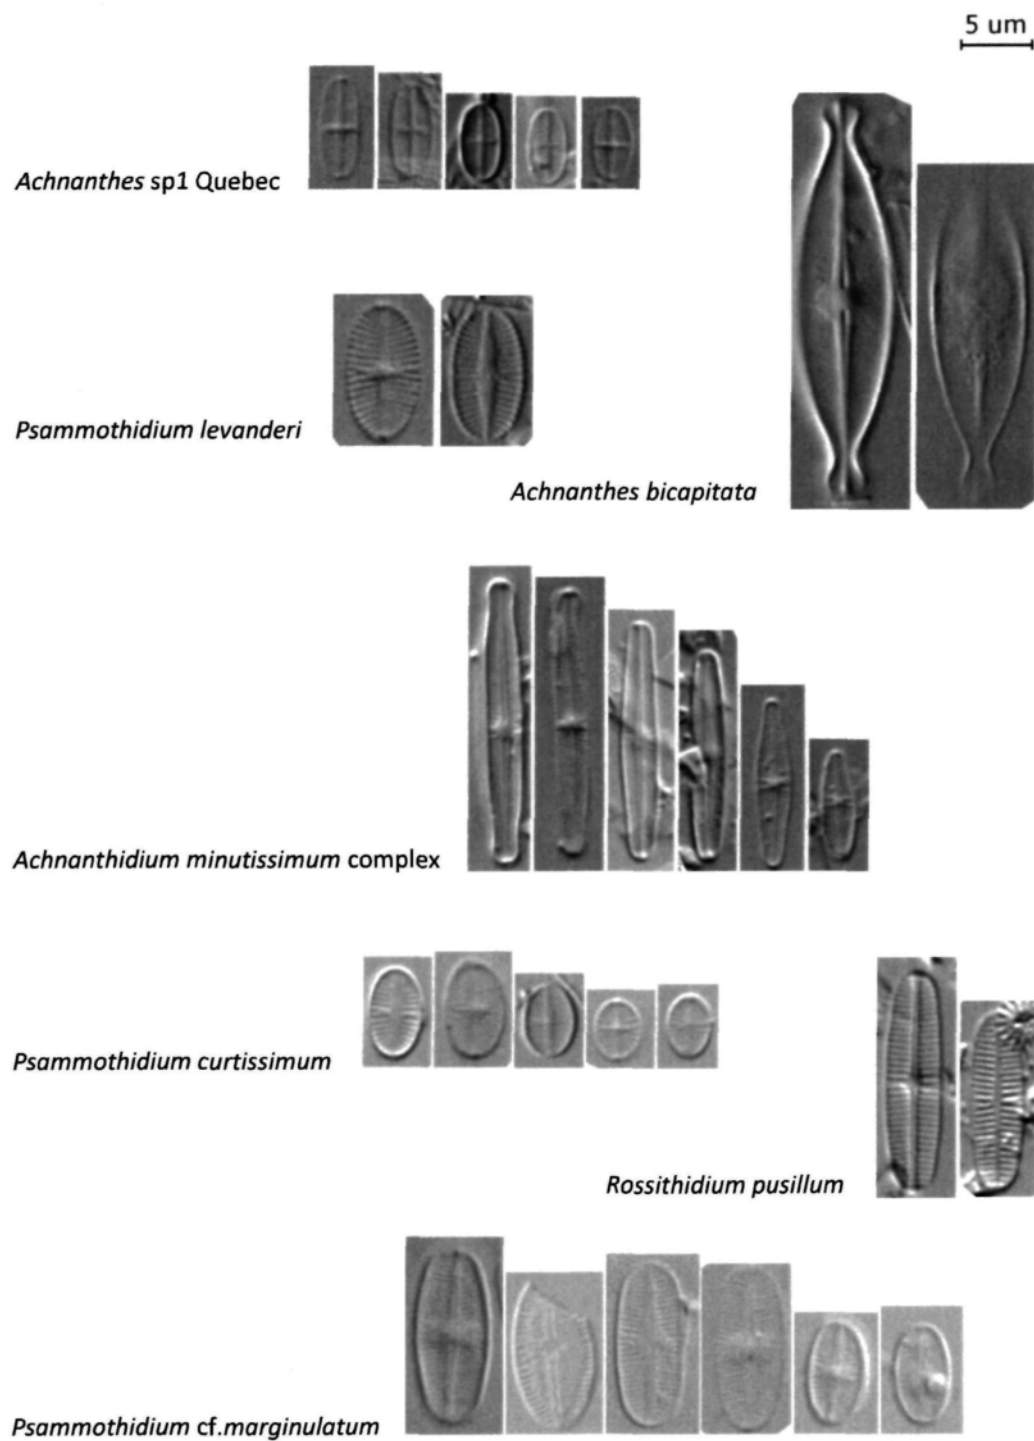 5 um
Achnanthes sp1 Quebec
Psammothidium levanderi
Achnanthes bicapitata
Achnanthidium minutissimum complex
Psammothidium curtissimum
Rossithidium pusillum
Psammothidium cf.marginulatum